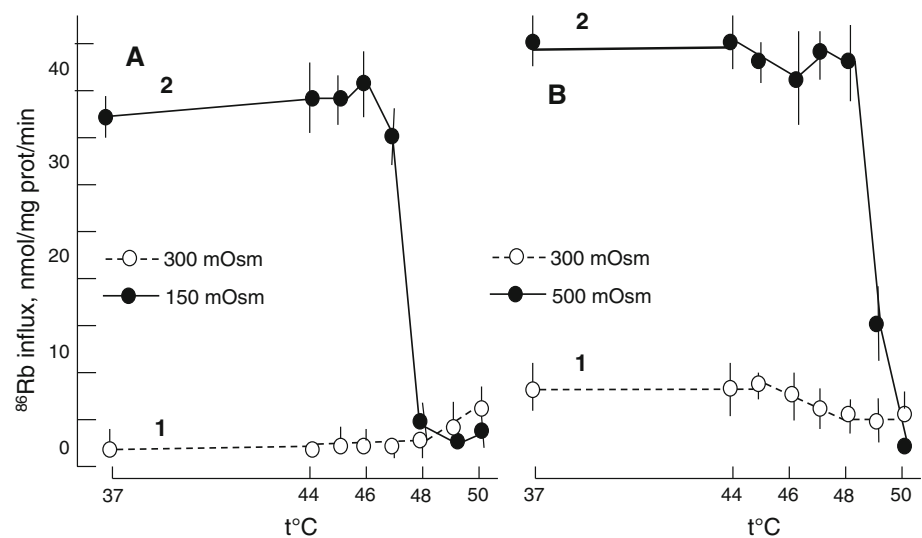 A
B
2
2
40
30
20
10
0
⁸⁶Rb influx, nmol/mg prot/min
300 mOsm
150 mOsm
300 mOsm
500 mOsm
1
1
37 44 46 48 50
37 44 46 48 50
t°C
t°C